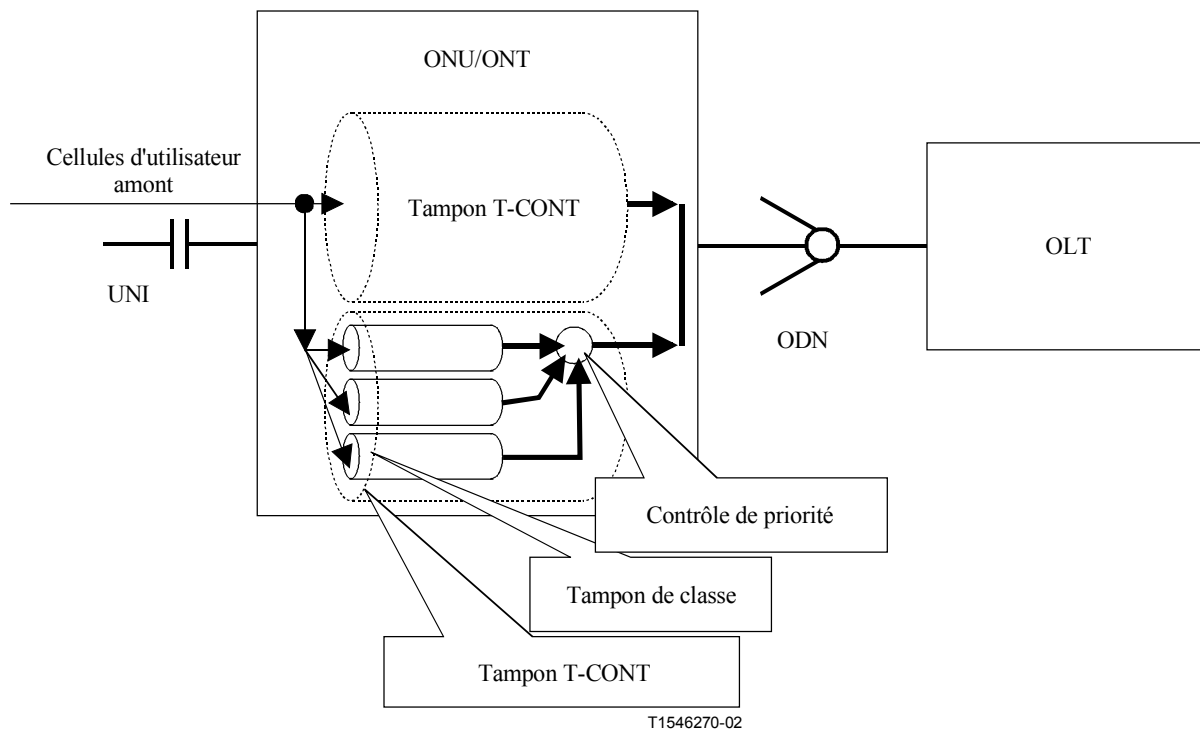 ONU/ONT
Cellules d'utilisateur
amont
Tampon T-CONT
OLT
UNI
ODN
Contrôle de priorité
Tampon de classe
Tampon T-CONT
T1546270-02